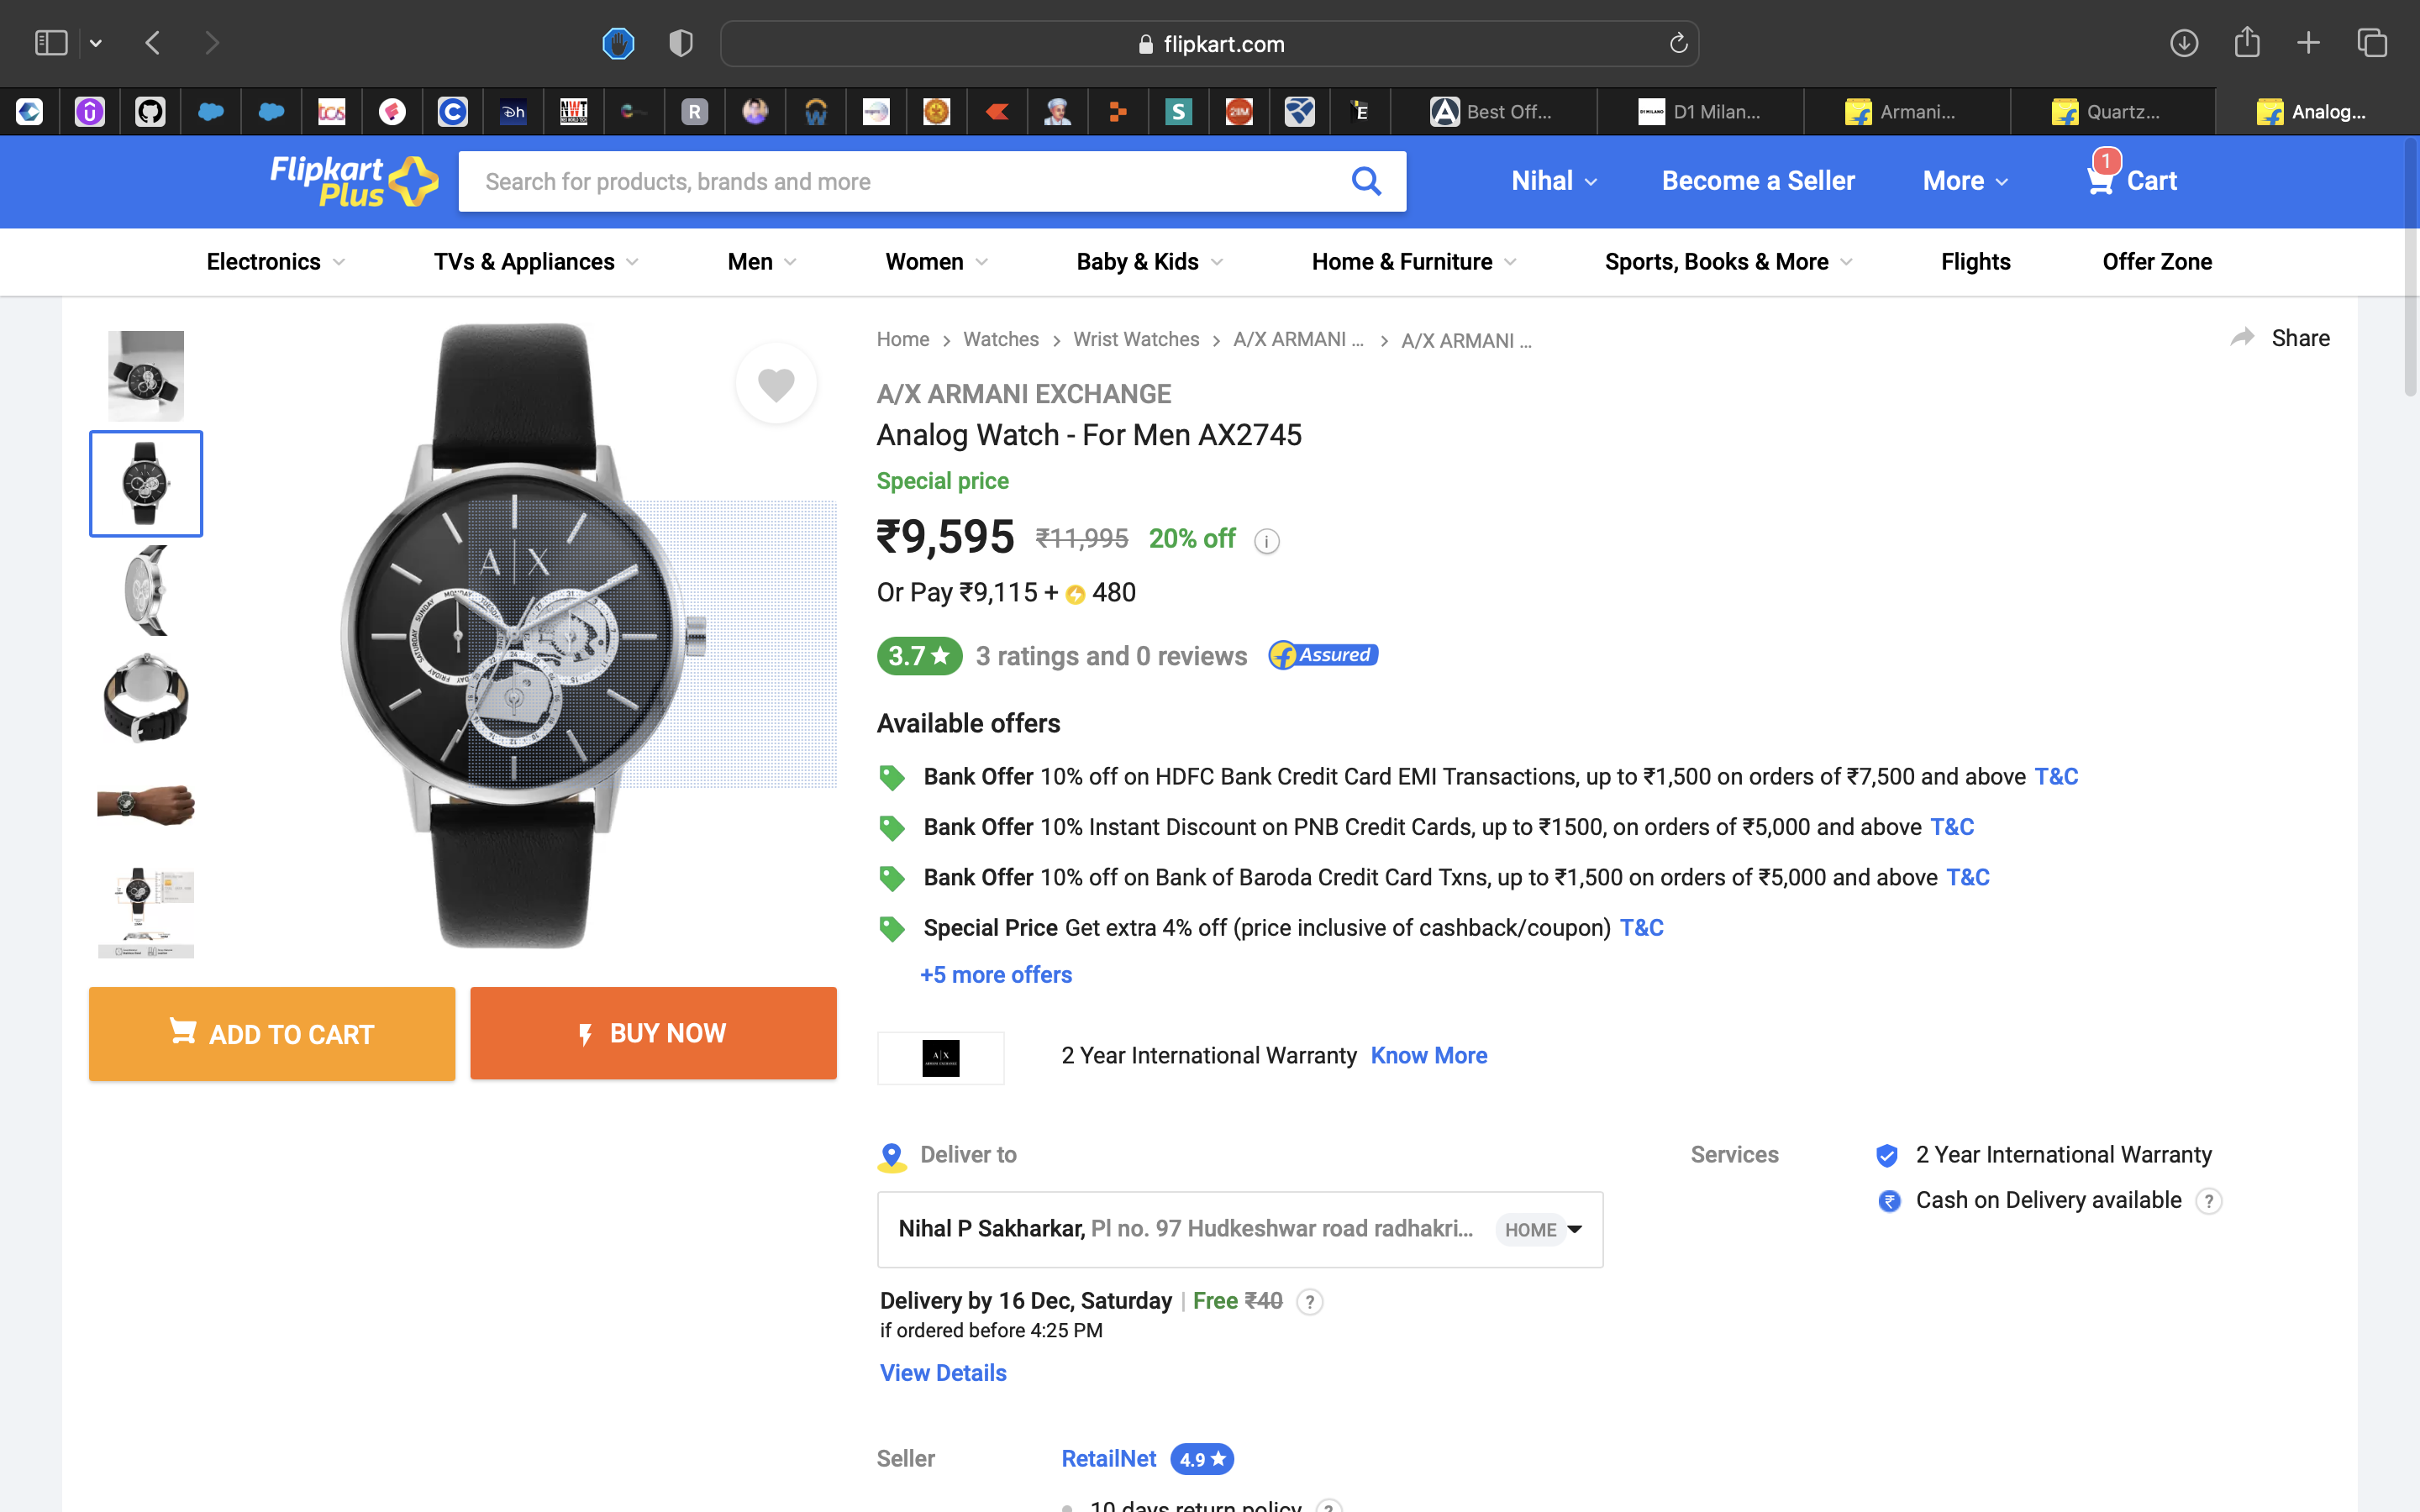 flipkart.com
Best Off...
D1 Milan...
Armani...
Quartz...
Analog...
Flipkart
Plus
Search for products, brands and more
Nihal
Become a Seller
More
1
Cart
Electronics
TVs & Appliances
Men
Women
Baby & Kids
Home & Furniture
Sports, Books & More
Flights
Offer Zone
Home > Watches > Wrist Watches > A/X ARMANI ... > A/X ARMANI ...
Share
A/X ARMANI EXCHANGE
Analog Watch - For Men AX2745
Special price
₹9,595 ₹11,995 20% off
Or Pay ₹9,115 + 480
3.7 ★ 3 ratings and 0 reviews Assured
A|X
Available offers
Bank Offer 10% off on HDFC Bank Credit Card EMI Transactions, up to ₹1,500 on orders of ₹7,500 and above T&C
Bank Offer 10% Instant Discount on PNB Credit Cards, up to ₹1500, on orders of ₹5,000 and above T&C
Bank Offer 10% off on Bank of Baroda Credit Card Txns, up to ₹1,500 on orders of ₹5,000 and above T&C
Special Price Get extra 4% off (price inclusive of cashback/coupon) T&C
+5 more offers
ADD TO CART
BUY NOW
A|X
2 Year International Warranty Know More
Deliver to
Nihal P Sakharkar, Pl no. 97 Hudkeshwar road radhakri... HOME
Services
2 Year International Warranty
Cash on Delivery available ?
Delivery by 16 Dec, Saturday | Free ₹40 ?
if ordered before 4:25 PM
View Details
Seller
RetailNet 4.9 ★
10 days return policy ?